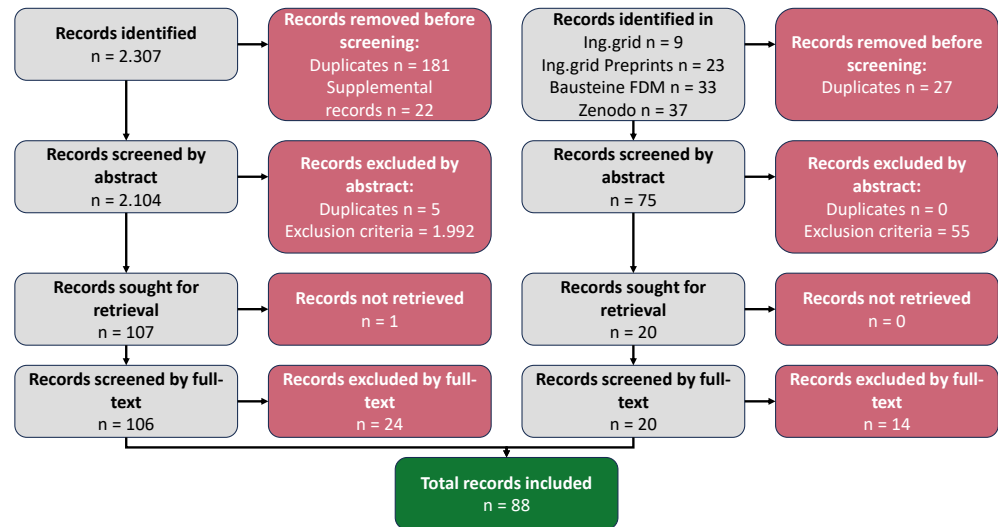 Records identified
n = 2.307
Records removed before
screening:
Duplicates n = 181
Supplemental
records n = 22
Records identified in
Ing.grid n = 9
Ing.grid Preprints n = 23
Bausteine FDM n = 33
Zenodo n = 37
Records removed before
screening:
Duplicates n = 27
Records screened by
abstract
n = 2.104
Records excluded by
abstract:
Duplicates n = 5
Exclusion criteria = 1.992
Records screened by
abstract
n = 75
Records excluded by
abstract:
Duplicates n = 0
Exclusion criteria = 55
Records sought for
retrieval
n = 107
Records not retrieved
n = 1
Records sought for
retrieval
n = 20
Records not retrieved
n = 0
Records screened by full-
text
n = 106
Records excluded by full-
text
n = 24
Records screened by full-
text
n = 20
Records excluded by full-
text
n = 14
Total records included
n = 88